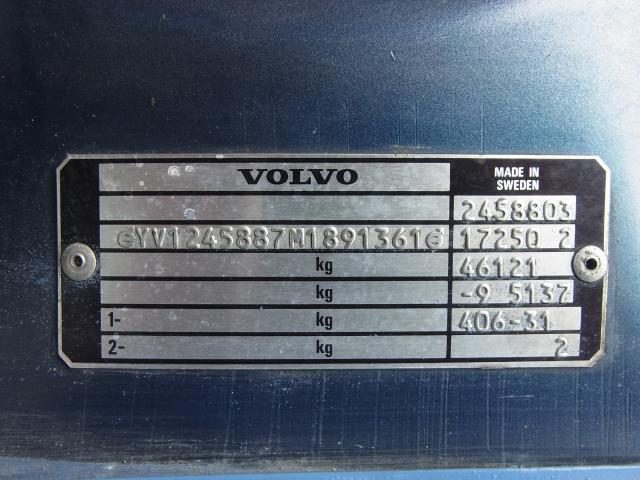 VOLVO
MADE IN
SWEDEN
2458803
YV1245887M1891361 17250 2
kg 46121
kg -9 5137
1- kg 406-31
2- kg 2